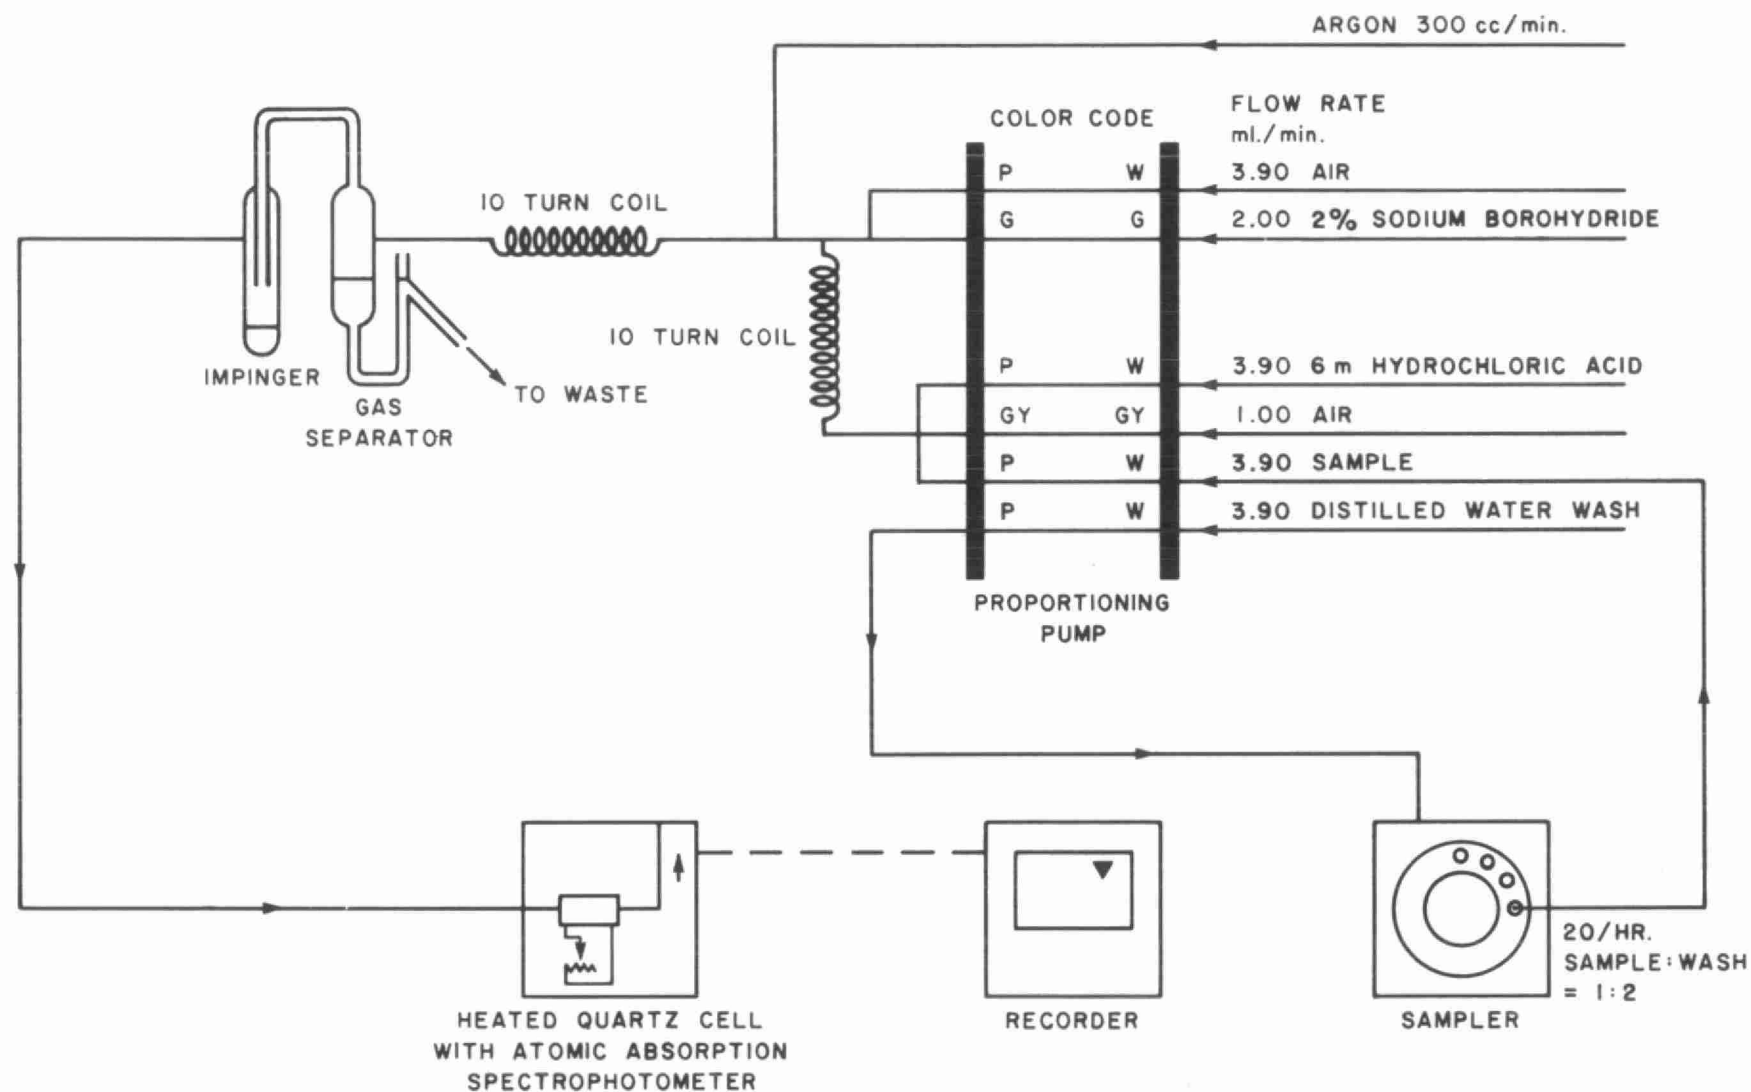 ARGON 300 cc/min.
FLOW RATE
ml./min.
COLOR CODE
P W 3.90 AIR
G G 2.00 2% SODIUM BOROHYDRIDE
10 TURN COIL
10 TURN COIL
P W 3.90 6 m HYDROCHLORIC ACID
GY GY 1.00 AIR
P W 3.90 SAMPLE
P W 3.90 DISTILLED WATER WASH
IMPINGER
GAS
SEPARATOR
TO WASTE
PROPORTIONING
PUMP
20/HR.
SAMPLE:WASH
= 1:2
HEATED QUARTZ CELL
WITH ATOMIC ABSORPTION
SPECTROPHOTOMETER
RECORDER
SAMPLER